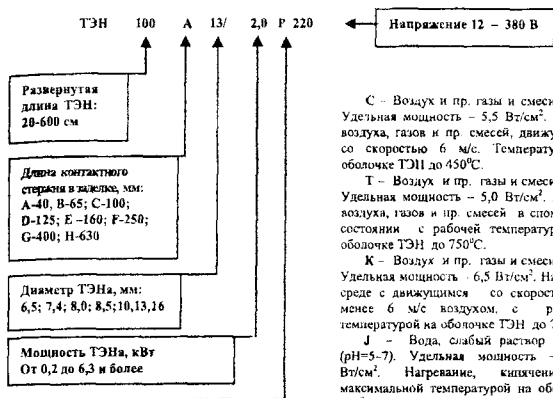 ТЭН 100 А 13/ 2,0 Р 220
Напряжение 12 – 380 В
Развернутая
длина ТЭН:
20-600 см
Длина контактного
стержня в заделке, мм:
А-40, В-65; С-100;
D-125; Е –160; F-250;
G-400; Н-630
Диаметр ТЭНа, мм:
6,5; 7,4; 8,0; 8,5;10,13,16
Мощность ТЭНа, кВт
От 0,2 до 6,3 и более
С – Воздух и пр. газы и смеси
Удельная мощность – 5,5 Вт/см².
воздуха, газов и пр. смесей, движу
со скоростью 6 м/с. Температу
оболочке ТЭН до 450⁰С.
Т – Воздух и пр. газы и смеси
Удельная мощность – 5,0 Вт/см².
воздуха, газов и пр. смесей в спок
состоянии с рабочей температур
оболочке ТЭН до 750⁰С.
К – Воздух и пр. газы и смеси
Удельная мощность – 6,5 Вт/см². На
среде с движущимся со скорост
менее 6 м/с воздухом, с р
температурой на оболочке ТЭН до
J – Вода, слабый раствор
(рН=5-7). Удельная мощность –
Вт/см². Нагревание, кипячени
максимальной температурой на обо